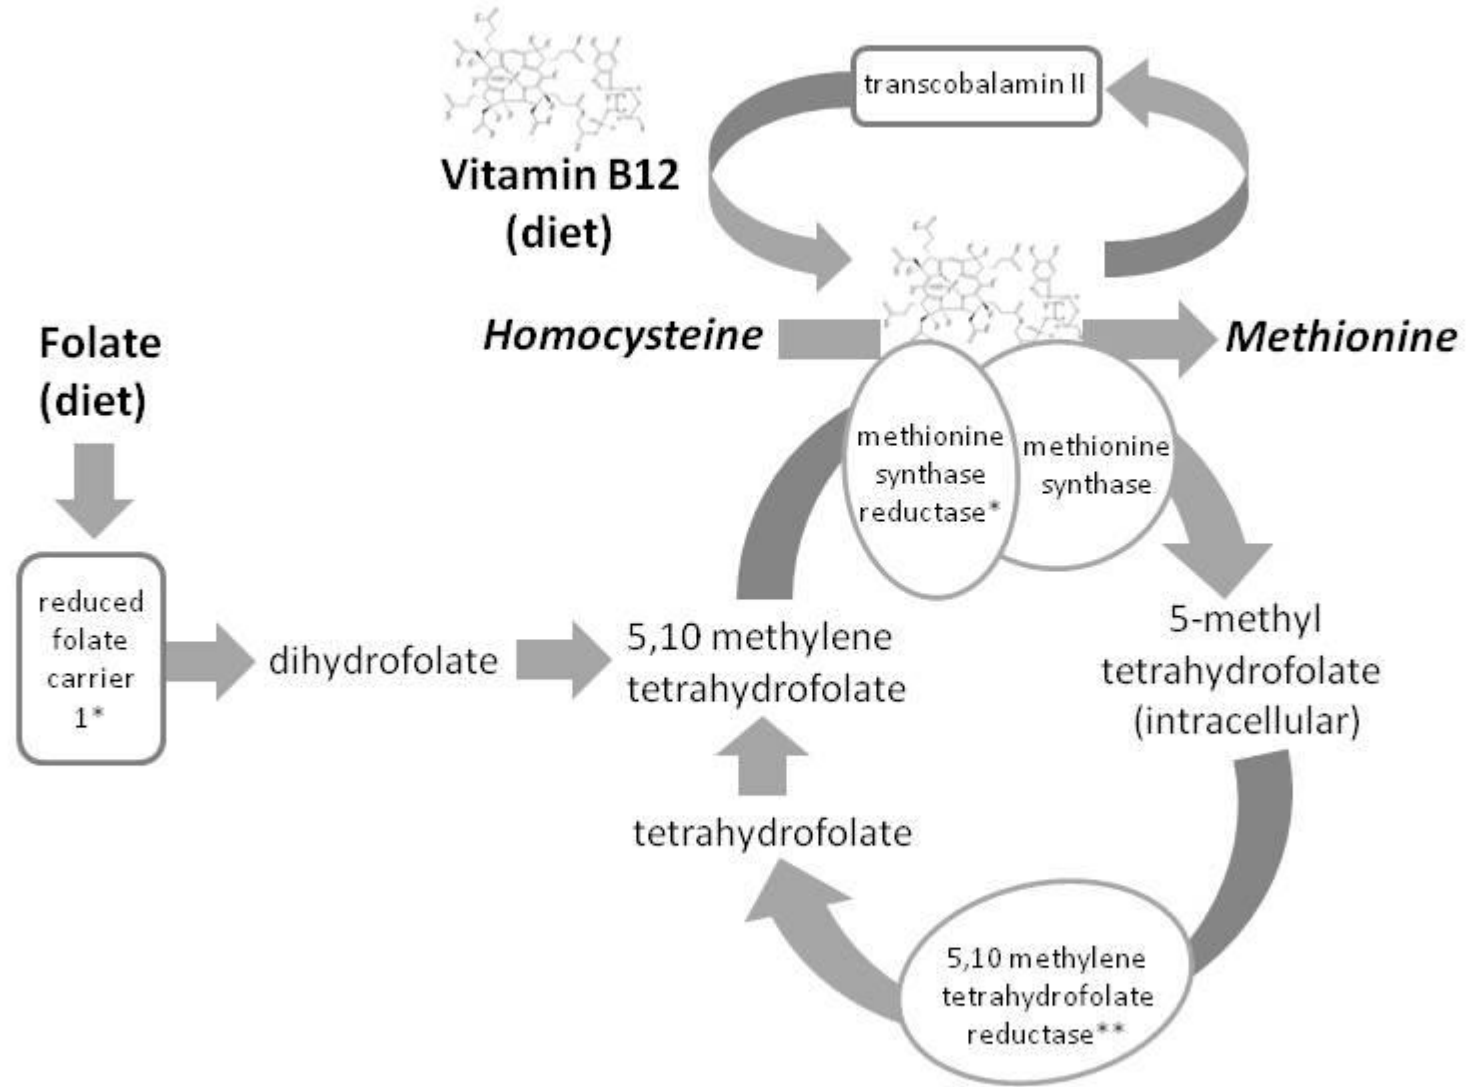 Vitamin B12
(diet)
transcobalamin II
Homocysteine
Methionine
Folate
(diet)
methionine
synthase
reductase*
methionine
synthase
reduced
folate
carrier
1*
dihydrofolate
5,10 methylene
tetrahydrofolate
5-methyl
tetrahydrofolate
(intracellular)
tetrahydrofolate
5,10 methylene
tetrahydrofolate
reductase**